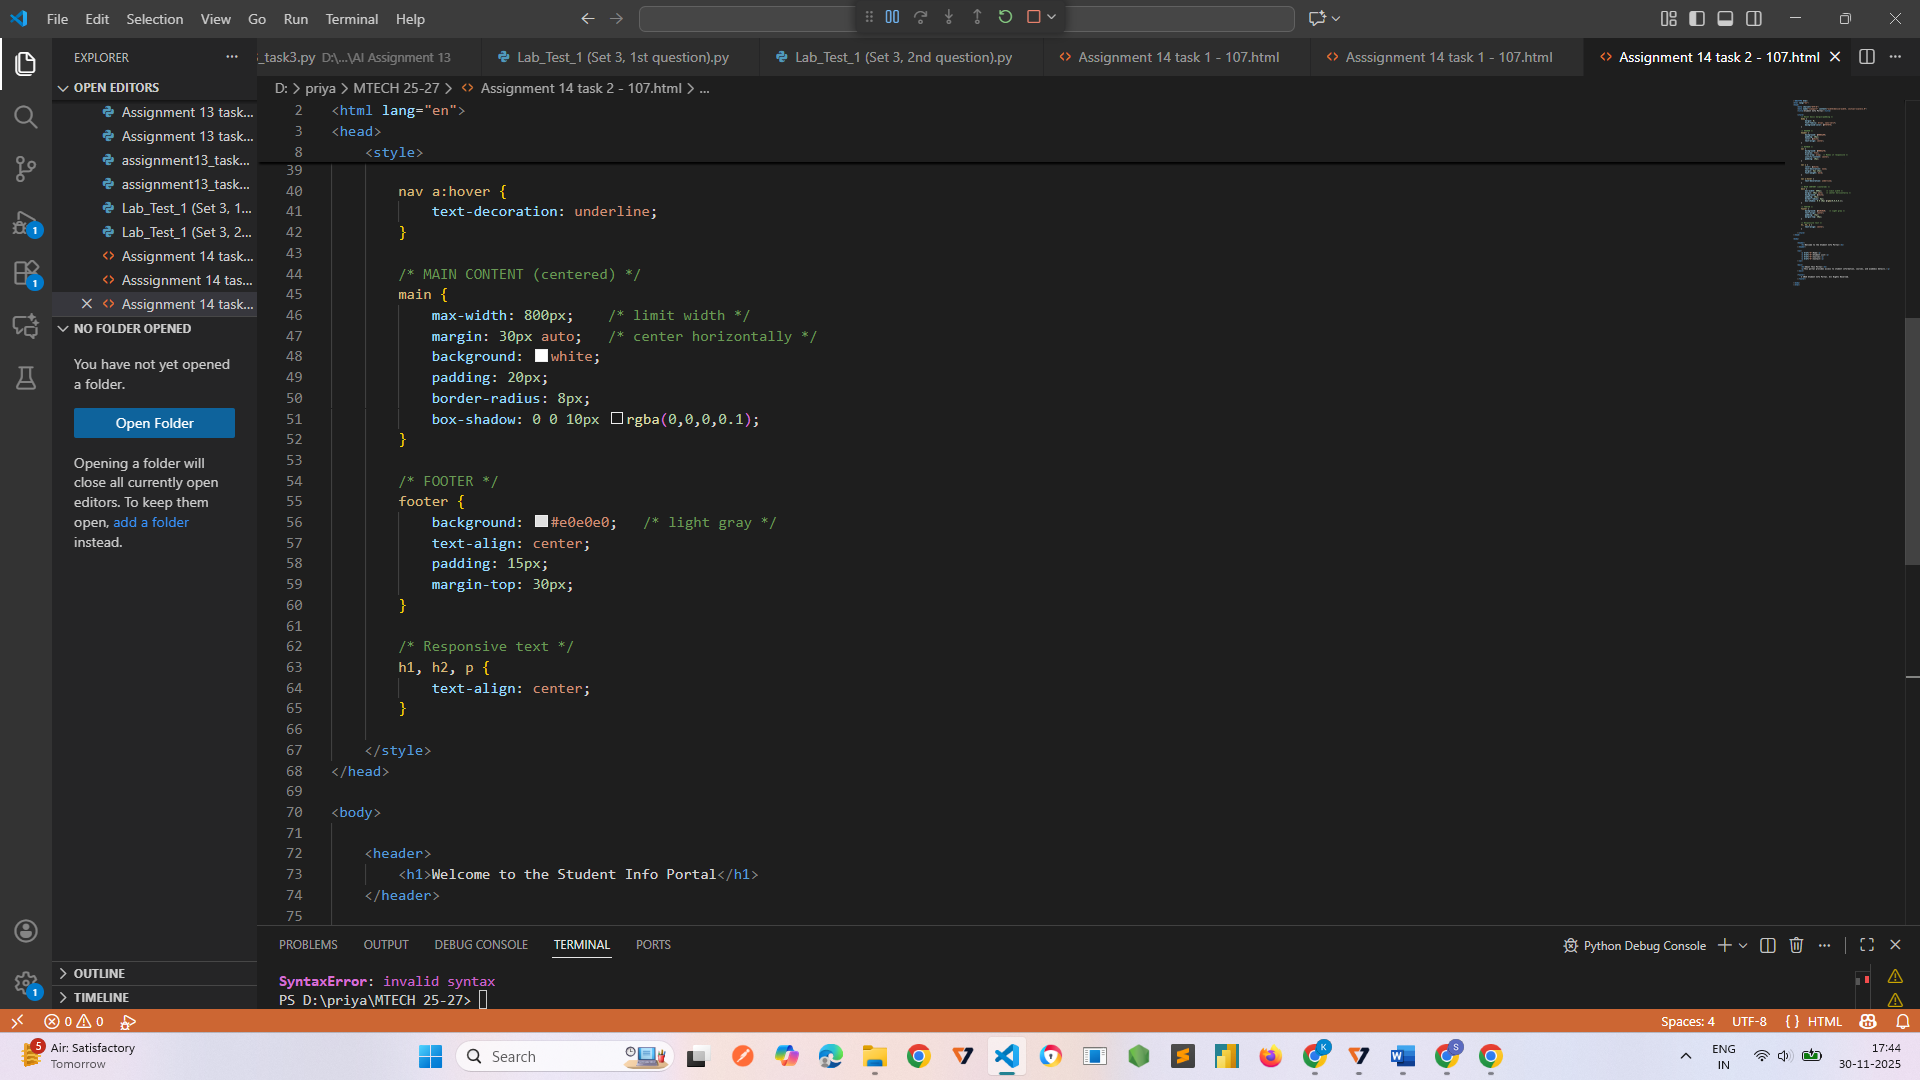 File Edit Selection View Go Run Terminal Help
EXPLORER
OPEN EDITORS
Assignment 13 task...
Assignment 13 task...
assignment13_task...
assignment13_task...
Lab_Test_1 (Set 3, 1...
Lab_Test_1 (Set 3, 2...
Assignment 14 tas...
Asssignment 14 tas...
Assignment 14 task...
NO FOLDER OPENED
You have not yet opened
a folder.
Open Folder
Opening a folder will
close all currently open
editors. To keep them
open, add a folder
instead.
OUTLINE
TIMELINE
_task3.py D:\...\AI Assignment 13
Lab_Test_1 (Set 3, 1st question).py
Lab_Test_1 (Set 3, 2nd question).py
Assignment 14 task 1 - 107.html
Asssignment 14 task 1 - 107.html
Assignment 14 task 2 - 107.html
D: > priya > MTECH 25-27 > Assignment 14 task 2 - 107.html > ...
2 <html lang="en">
3 <head>
8 <style>
39
40 nav a:hover {
41 text-decoration: underline;
42 }
43
44 /* MAIN CONTENT (centered) */
45 main {
46 max-width: 800px; /* limit width */
47 margin: 30px auto; /* center horizontally */
48 background: white;
49 padding: 20px;
50 border-radius: 8px;
51 box-shadow: 0 0 10px rgba(0,0,0,0.1);
52 }
53
54 /* FOOTER */
55 footer {
56 background: #e0e0e0; /* light gray */
57 text-align: center;
58 padding: 15px;
59 margin-top: 30px;
60 }
61
62 /* Responsive text */
63 h1, h2, p {
64 text-align: center;
65 }
66
67 </style>
68 </head>
69
70 <body>
71
72 <header>
73 <h1>Welcome to the Student Info Portal</h1>
74 </header>
75
PROBLEMS OUTPUT DEBUG CONSOLE TERMINAL PORTS
Python Debug Console
SyntaxError: invalid syntax
PS D:\priya\MTECH 25-27>
0 0
Spaces: 4 UTF-8 { } HTML
5
Air: Satisfactory
Tomorrow
Search
K
S
ENG
IN
17:44
30-11-2025